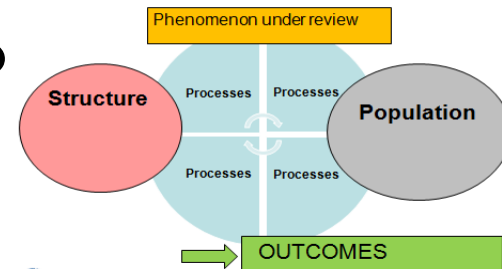 Phenomenon under review
Processes
Processes
Structure
Population
Processes
Processes
OUTCOMES